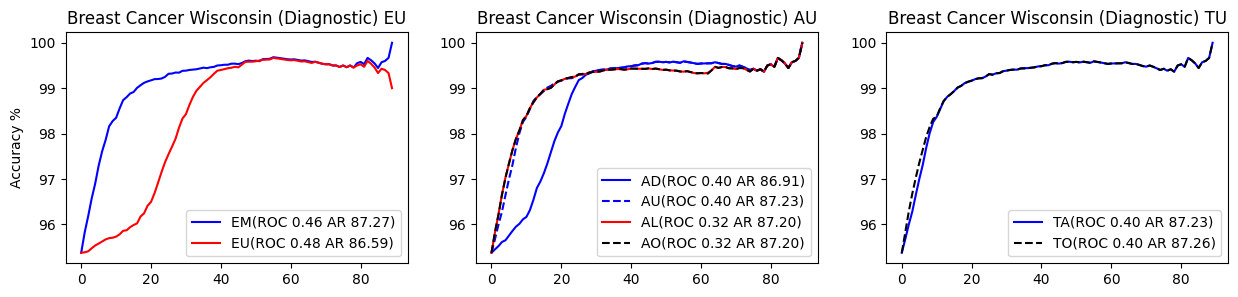 Breast Cancer Wisconsin (Diagnostic) EU
Accuracy %
100
99
98
97
96
0
20
40
60
80
EM(ROC 0.46 AR 87.27)
EU(ROC 0.48 AR 86.59)
Breast Cancer Wisconsin (Diagnostic) AU
100
99
98
97
96
0
20
40
60
80
AD(ROC 0.40 AR 86.91)
AU(ROC 0.40 AR 87.23)
AL(ROC 0.32 AR 87.20)
AO(ROC 0.32 AR 87.20)
Breast Cancer Wisconsin (Diagnostic) TU
100
99
98
97
96
0
20
40
60
80
TA(ROC 0.40 AR 87.23)
TO(ROC 0.40 AR 87.26)